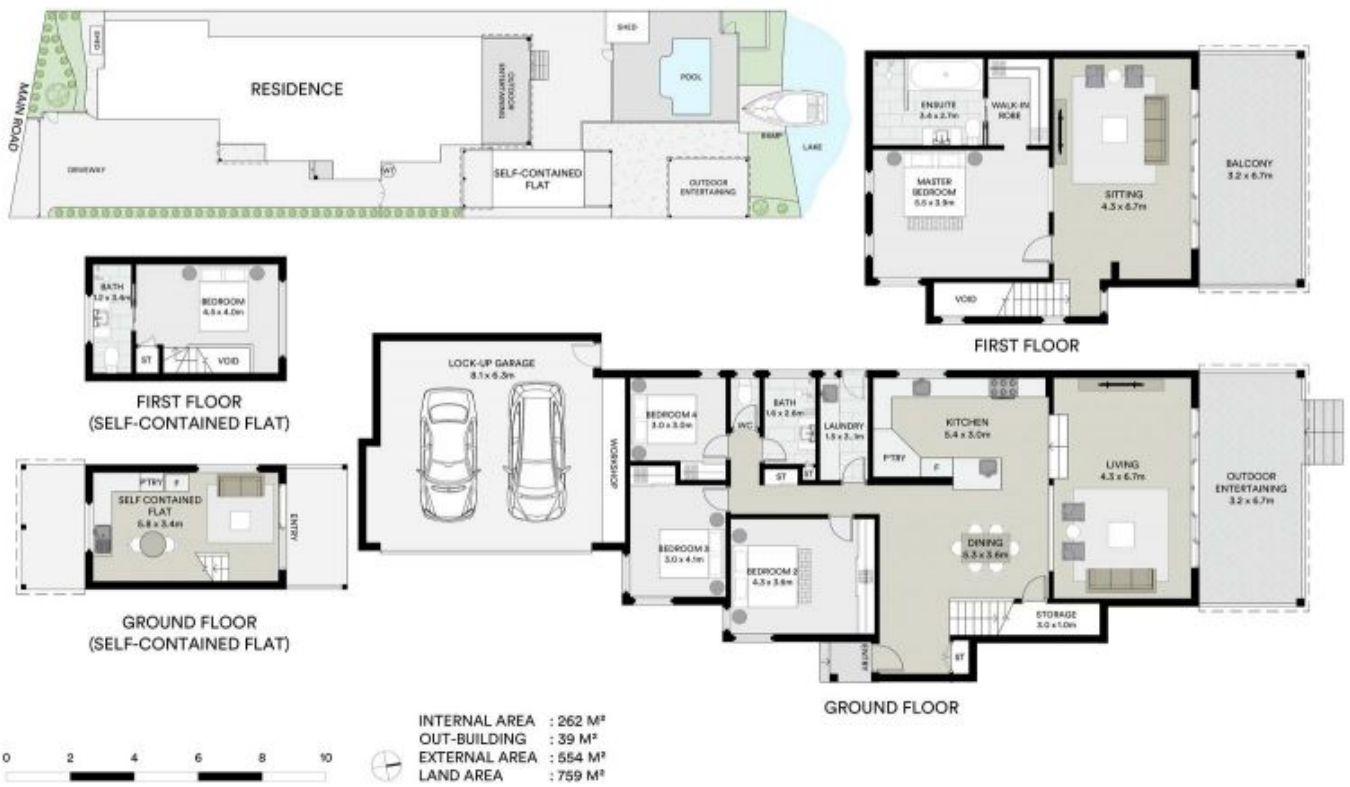 SHED
RESIDENCE
OUTDOOR
ENTERTAINING
SHED
POOL
MAIN ROAD
DRIVEWAY
WT
SELF-CONTAINED
FLAT
OUTDOOR
ENTERTAINING
RAMP
LAKE
ENSUITE
3.4 x 2.7m
WALK-IN
ROBE
MASTER
BEDROOM
5.5 x 3.9m
SITTING
4.3 x 6.7m
BALCONY
3.2 x 6.7m
VOID
FIRST FLOOR
BATH
1.2 x 3.4m
BEDROOM
4.5 x 4.0m
ST
VOID
FIRST FLOOR
(SELF-CONTAINED FLAT)
PTRY
F
SELF CONTAINED
FLAT
5.8 x 3.4m
ENTRY
GROUND FLOOR
(SELF-CONTAINED FLAT)
LOCK-UP GARAGE
8.1 x 6.3m
WORKSHOP
BEDROOM 4
3.0 x 3.0m
WC
BATH
1.6 x 2.6m
LAUNDRY
ST
ST
KITCHEN
5.4 x 3.0m
PTRY
F
LIVING
4.3 x 6.7m
OUTDOOR
ENTERTAINING
3.2 x 6.7m
BEDROOM 3
3.0 x 4.1m
BEDROOM 2
4.3 x 3.6m
DINING
5.3 x 3.6m
STORAGE
3.0 x 1.0m
ST
ENTRY
GROUND FLOOR
INTERNAL AREA : 262 M²
OUT-BUILDING : 39 M²
EXTERNAL AREA : 554 M²
LAND AREA : 759 M²
0 2 4 6 8 10